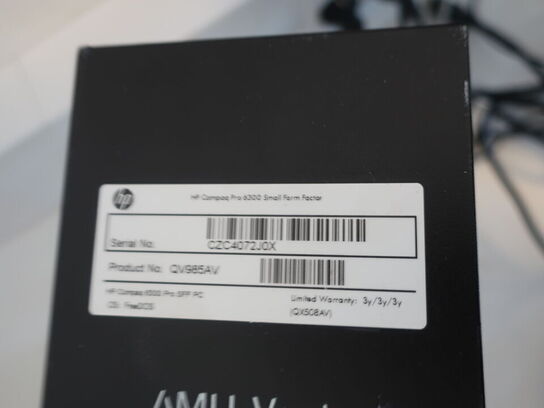 hp
HP Compaq Pro 6300 Small Form Factor
Serial No.
CZC4072J0X
Product No: QV985AV
HP Compaq 6300 Pro SFF PC
OS: FreeDOS
Limited Warranty: 3y/3y/3y
(QX508AV)